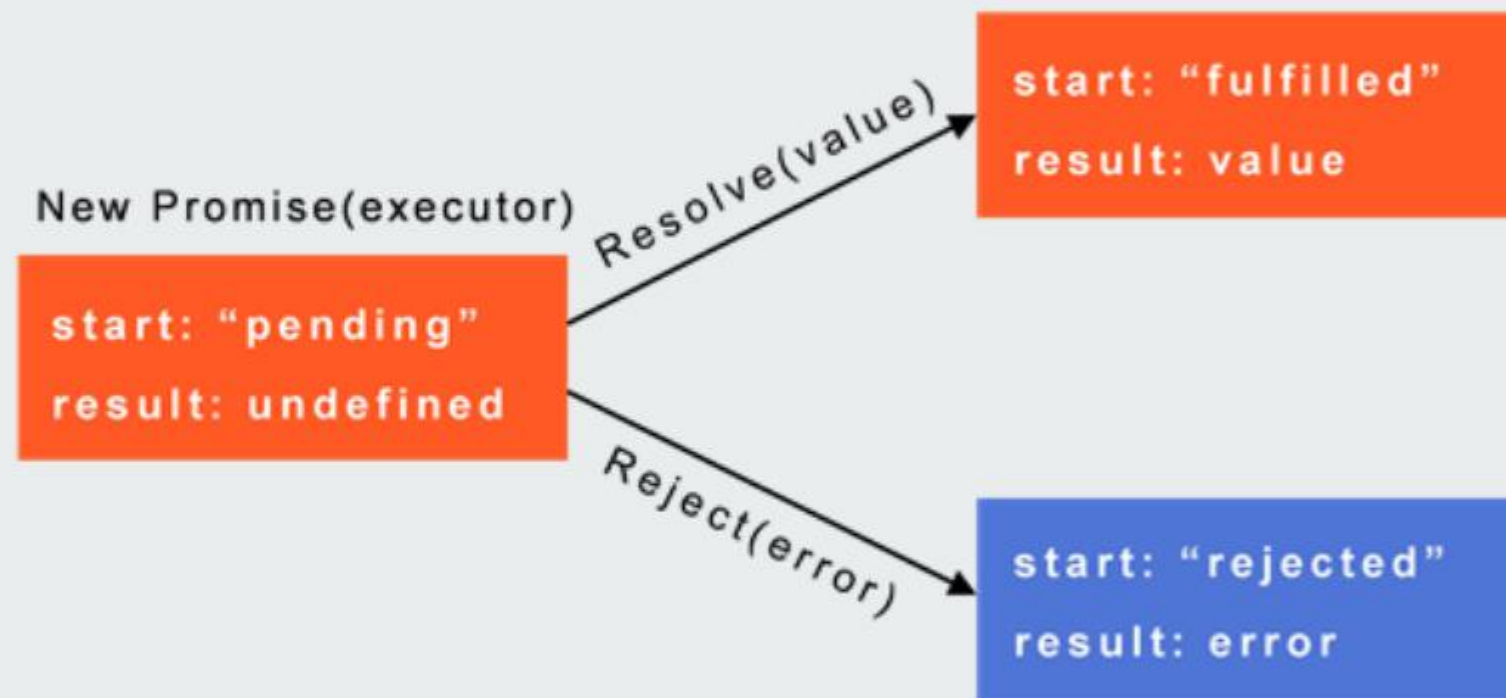 New Promise(executor)
start: “pending”
result: undefined
Resolve(value)
start: “fulfilled”
result: value
Reject(error)
start: “rejected”
result: error